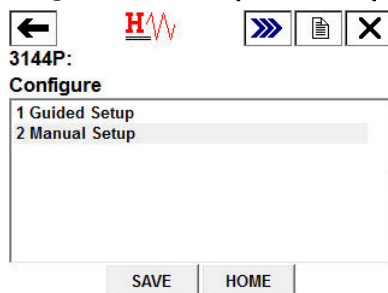 H
3144P:
Configure
1 Guided Setup
2 Manual Setup
SAVE HOME